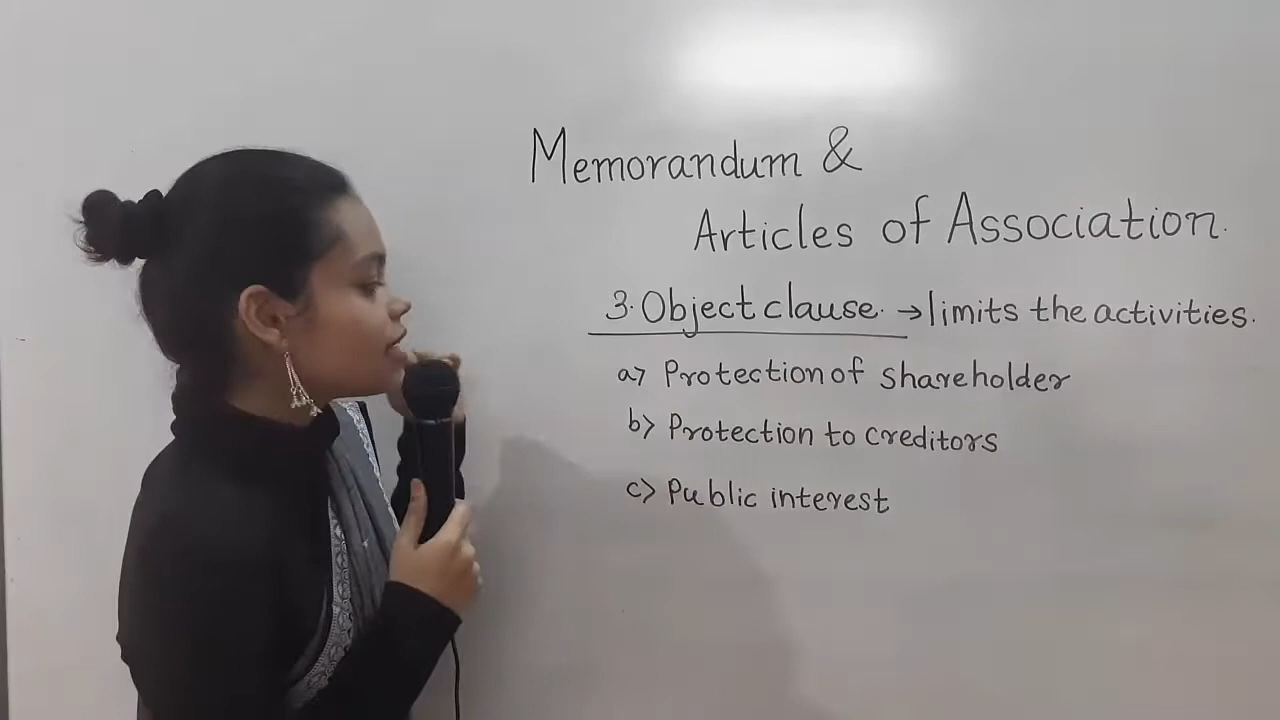 Memorandum &
Articles of Association.
3. Object clause. → limits the activities.
a> Protection of shareholder
b> Protection to creditors
c> Public interest